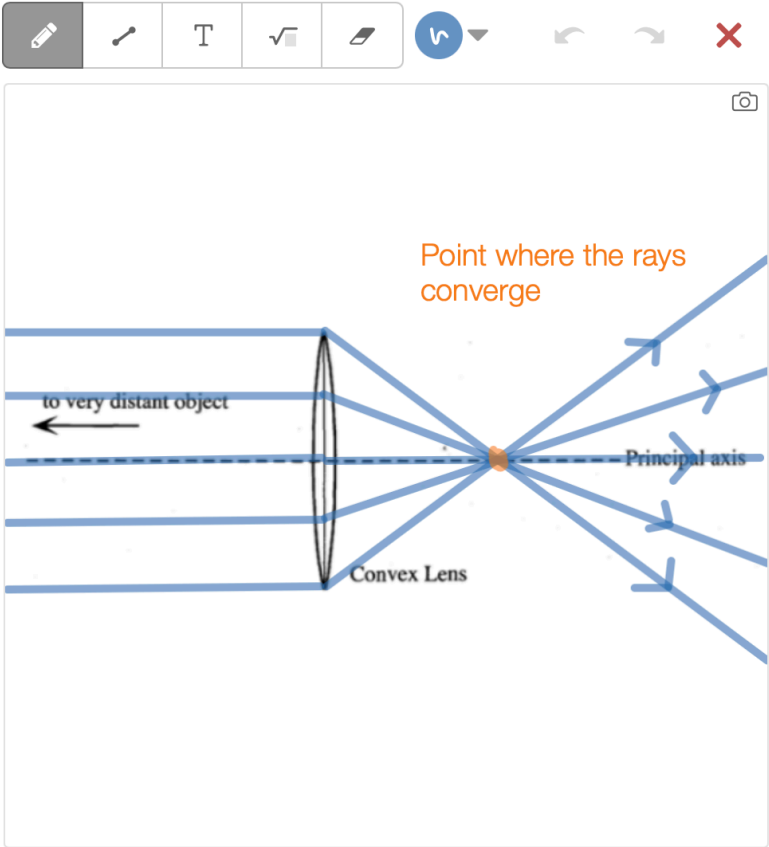 T
√
Point where the rays
converge
to very distant object
Principal axis
Convex Lens